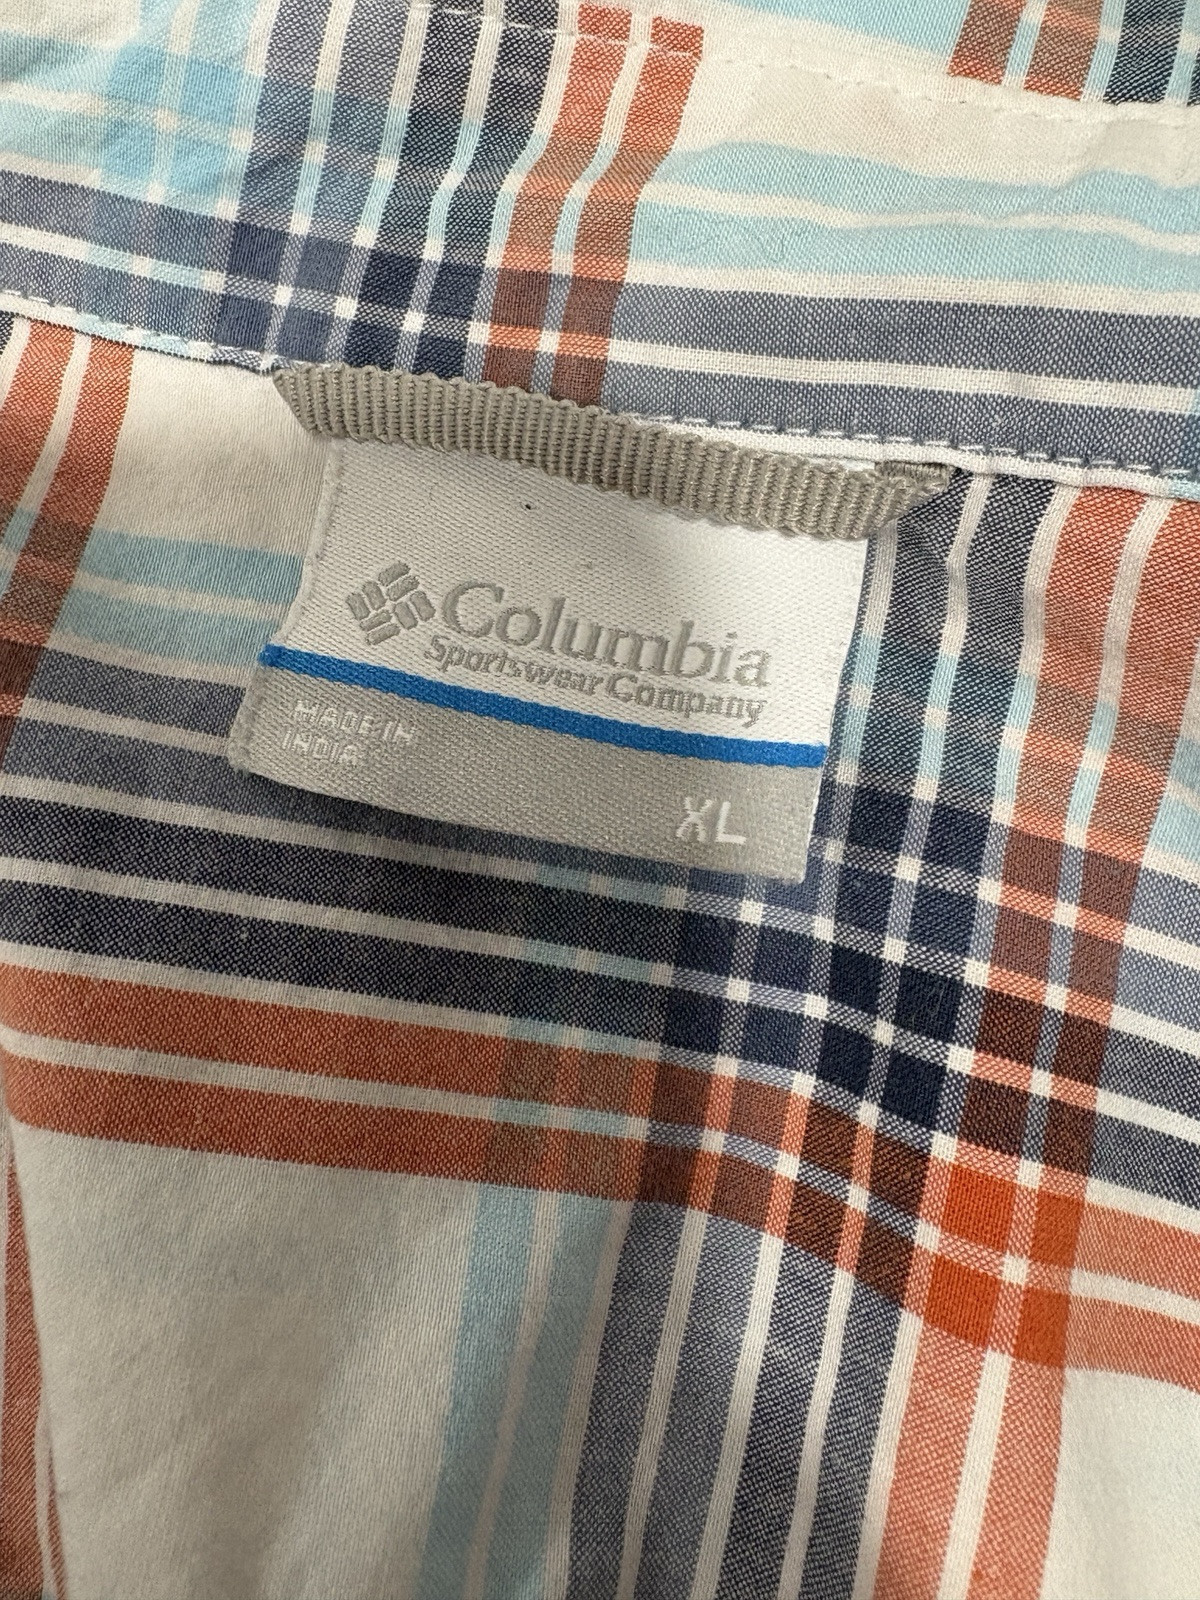 Columbia
Sportswear Company
MADE IN
INDIA
XL